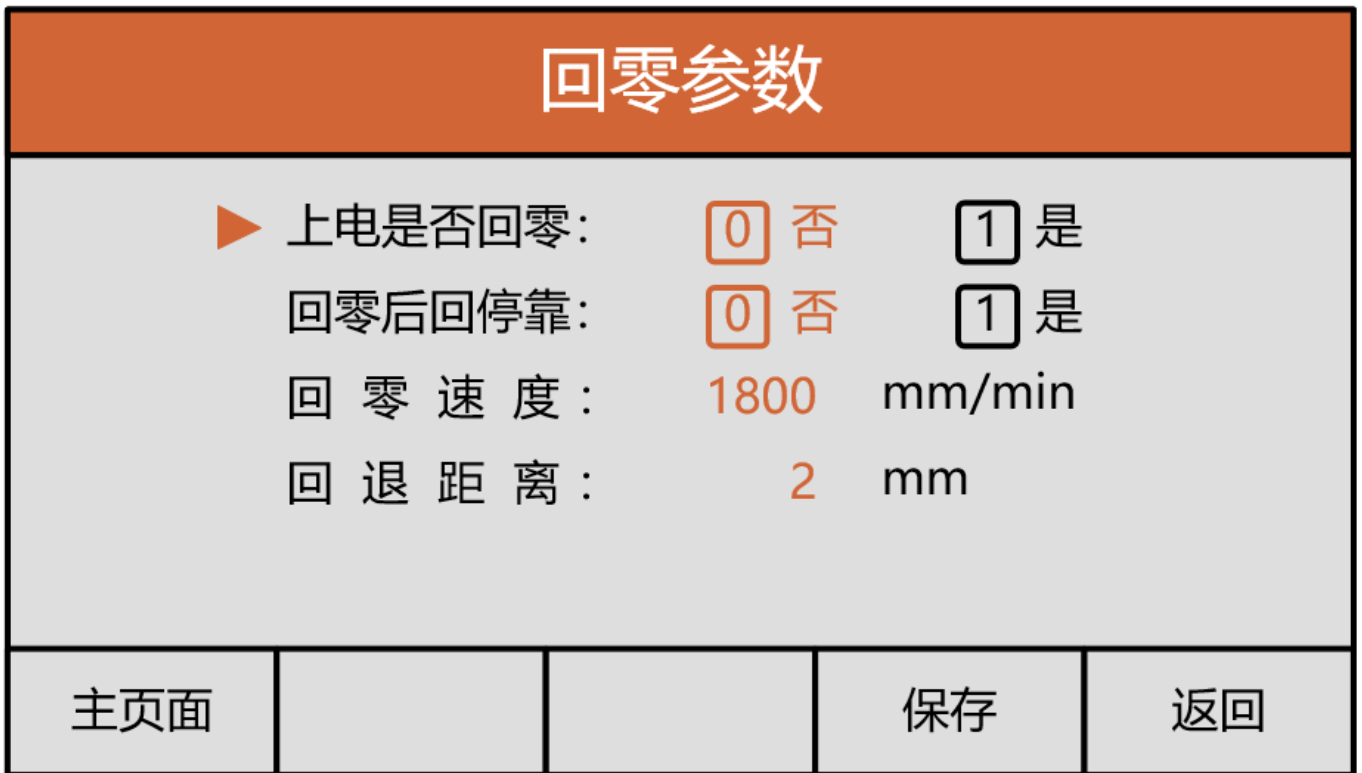 回零参数
上电是否回零： 0 否 1 是
回零后回停靠： 0 否 1 是
回零速度： 1800 mm/min
回退距离： 2 mm
主页面 保存 返回